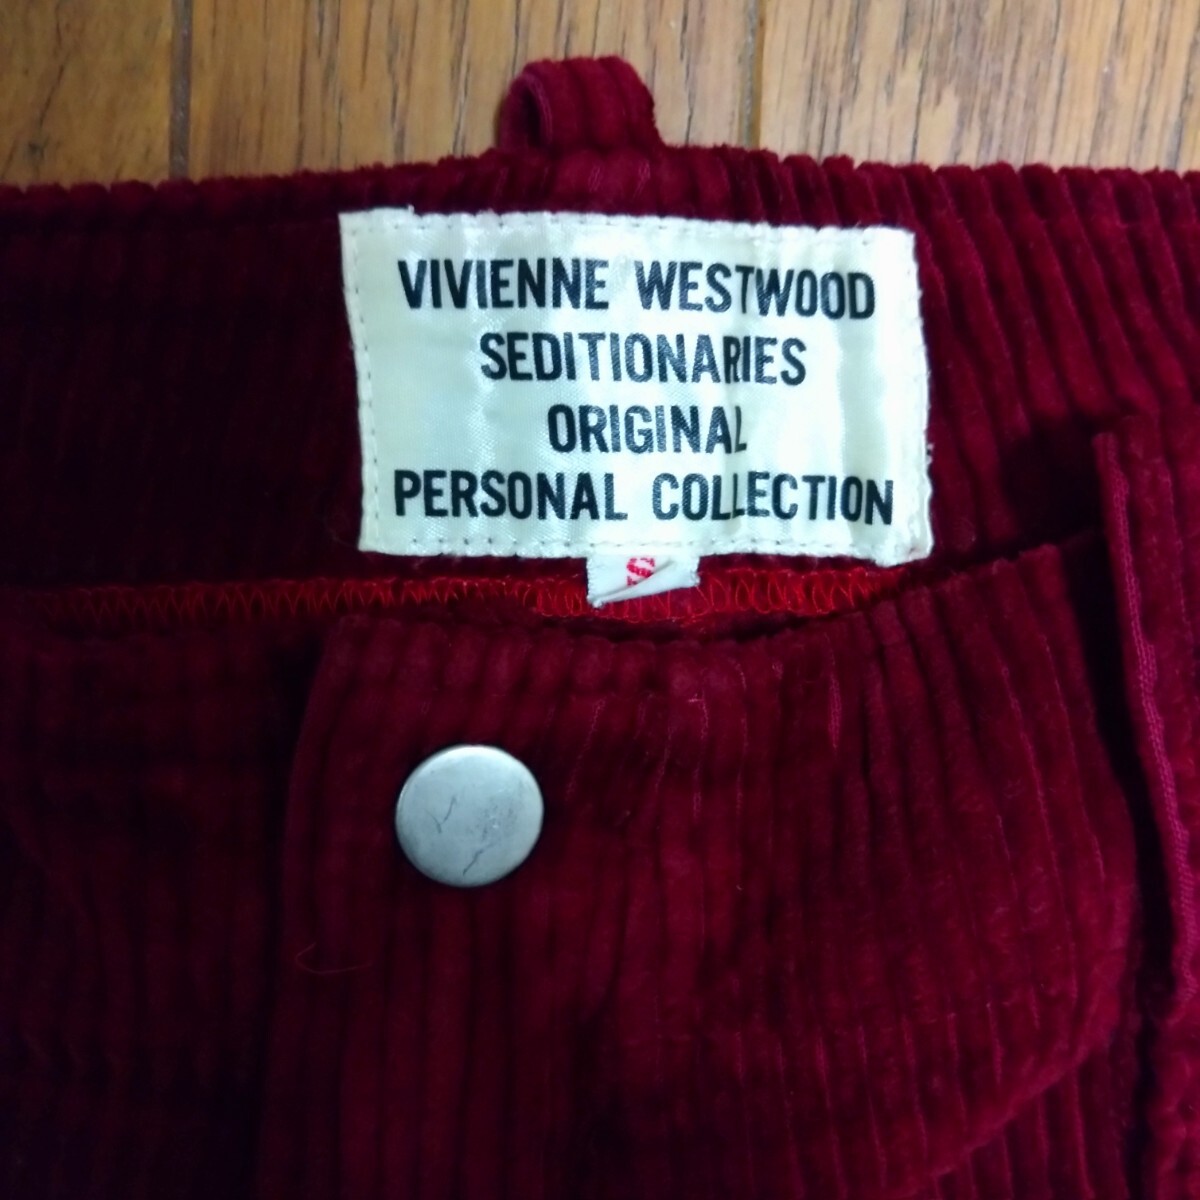 VIVIENNE WESTWOOD
SEDITIONARIES
ORIGINAL
PERSONAL COLLECTION
S